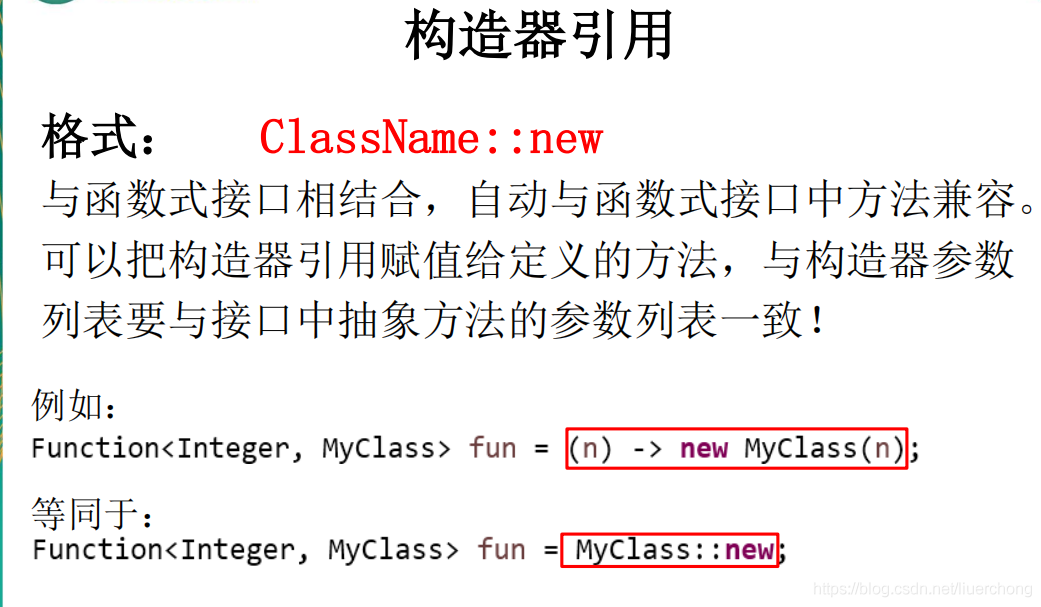 构造器引用
格式： ClassName::new
与函数式接口相结合，自动与函数式接口中方法兼容。
可以把构造器引用赋值给定义的方法，与构造器参数
列表要与接口中抽象方法的参数列表一致！
例如：
Function<Integer, MyClass> fun = (n) -> new MyClass(n);
等同于：
Function<Integer, MyClass> fun = MyClass::new;
https://blog.csdn.net/liuerchong